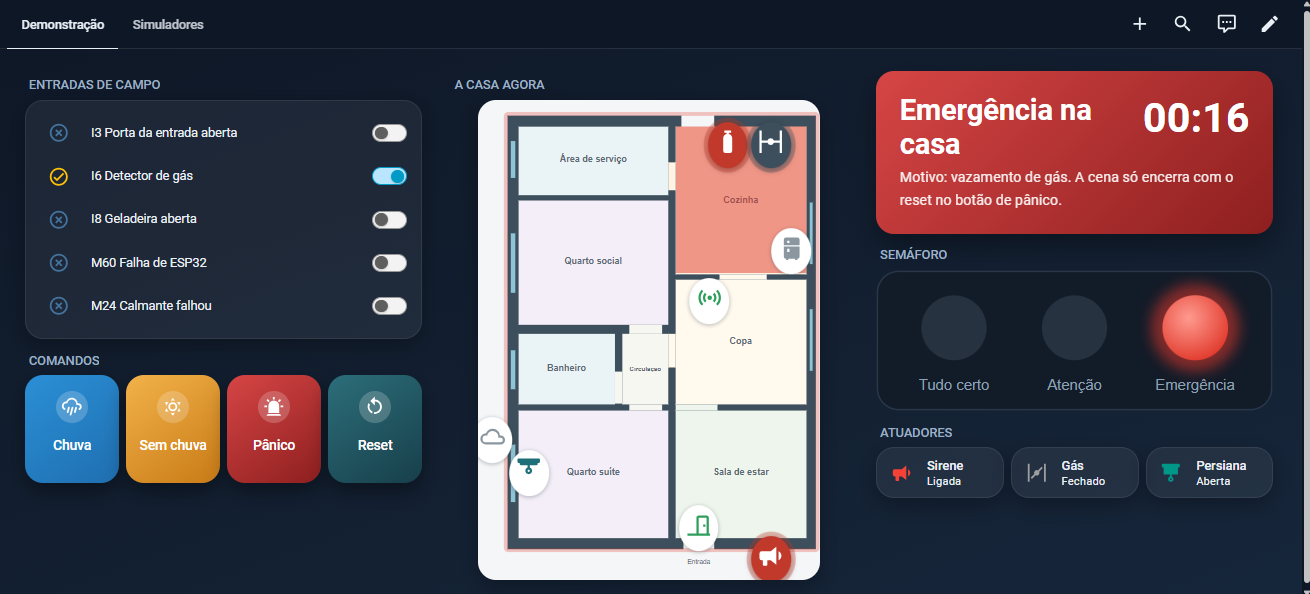 Demonstração
Simuladores
ENTRADAS DE CAMPO
I3 Porta da entrada aberta
I6 Detector de gás
I8 Geladeira aberta
M60 Falha de ESP32
M24 Calmante falhou
COMANDOS
Chuva
Sem chuva
Pânico
Reset
A CASA AGORA
Área de serviço
Cozinha
Quarto social
Copa
Banheiro
Circulação
Quarto suíte
Sala de estar
Entrada
Emergência na
casa
00:16
Motivo: vazamento de gás. A cena só encerra com o
reset no botão de pânico.
SEMÁFORO
Tudo certo
Atenção
Emergência
ATUADORES
Sirene
Ligada
Gás
Fechado
Persiana
Aberta